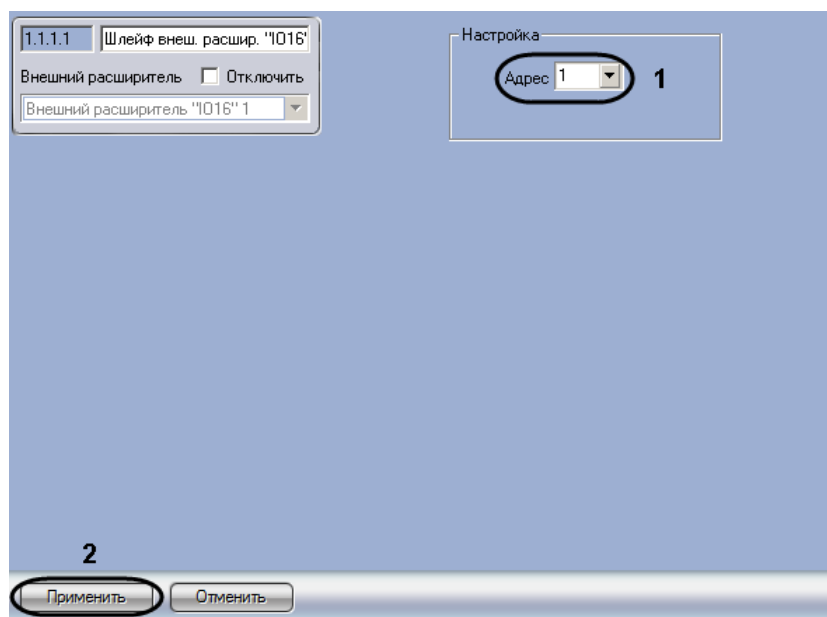 1.1.1.1 Шлейф внеш. расшир. "IO16"
Внешний расширитель Отключить
Внешний расширитель "IO16" 1
Настройка
Адрес 1 1
2
Применить Отменить